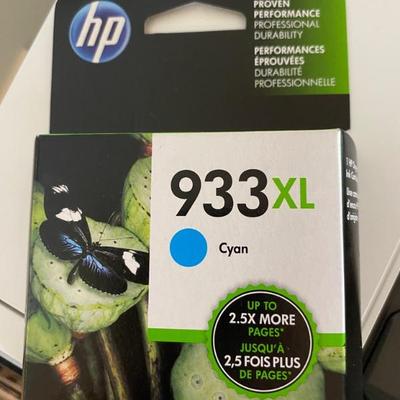 hp
PROVEN
PERFORMANCE
PROFESSIONAL
DURABILITY
PERFORMANCES
ÉPROUVÉES
DURABILITÉ
PROFESSIONNELLE
933XL
Cyan
UP TO
2.5X MORE
PAGES*
JUSQU'À
2,5 FOIS PLUS
DE PAGES*